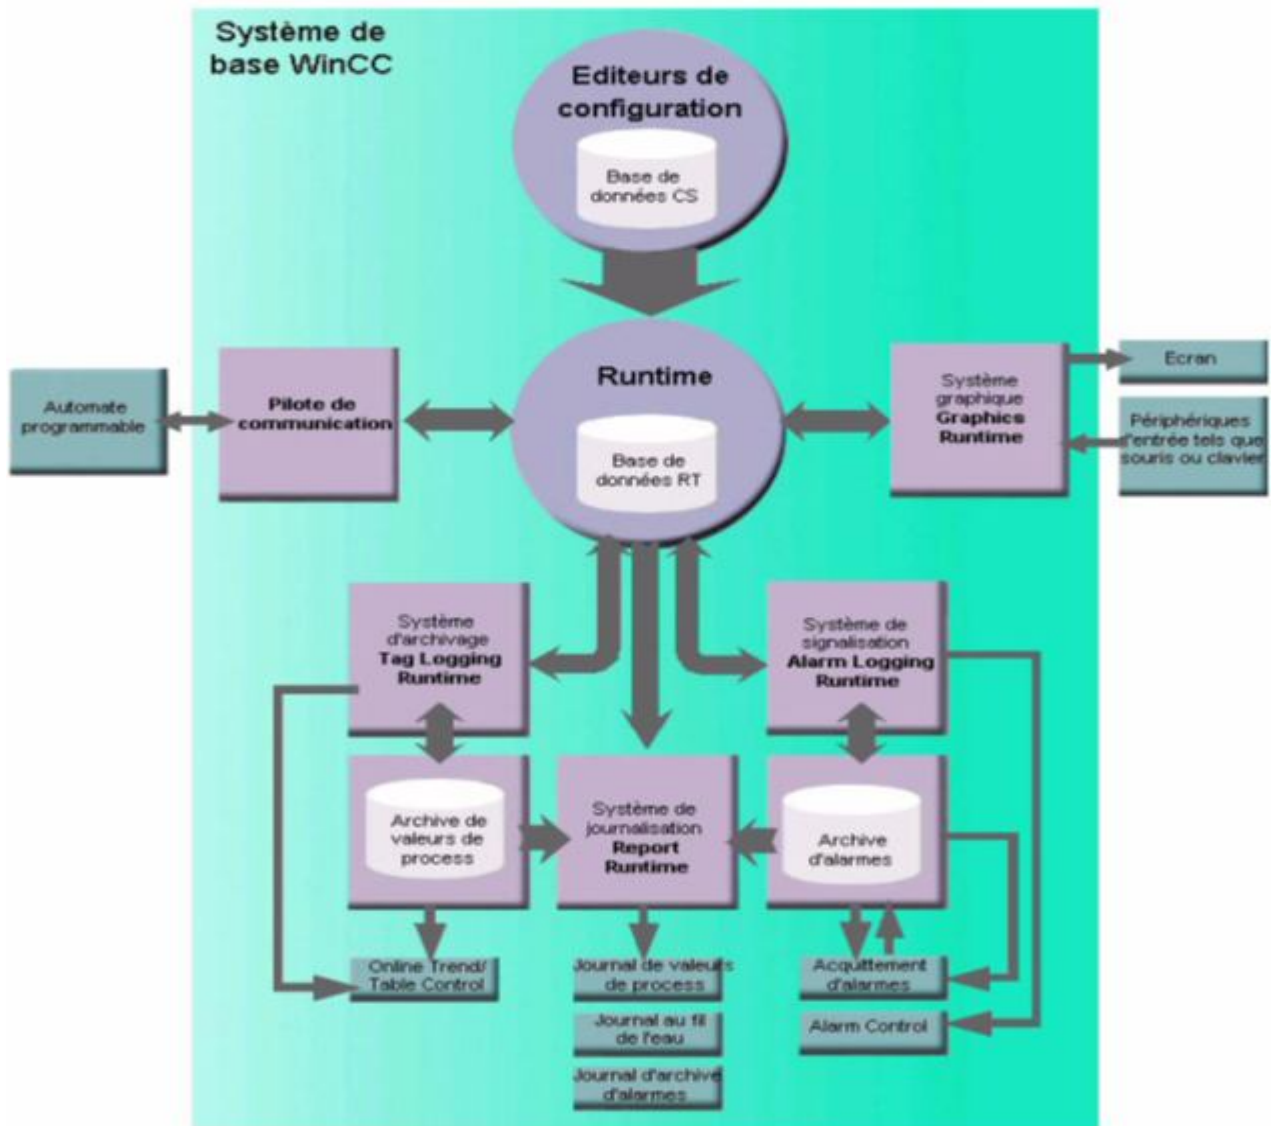 Système de
base WinCC
Editeurs de
configuration
Base de
données CS
Runtime
Base de
données RT
Automate
programmable
Pilote de
communication
Système
graphique
Graphics
Runtime
Ecran
Périphériques
d'entrée tels que
souris ou clavier
Système
d'archivage
Tag Logging
Runtime
Système de
signalisation
Alarm Logging
Runtime
Archive de
valeurs de
process
Système de
journalisation
Report
Runtime
Archive
d'alarmes
Online Trend/
Table Control
Journal de valeurs
de process
Acquittement
d'alarmes
Journal au fil
de l'eau
Alarm Control
Journal d'archive
d'alarmes